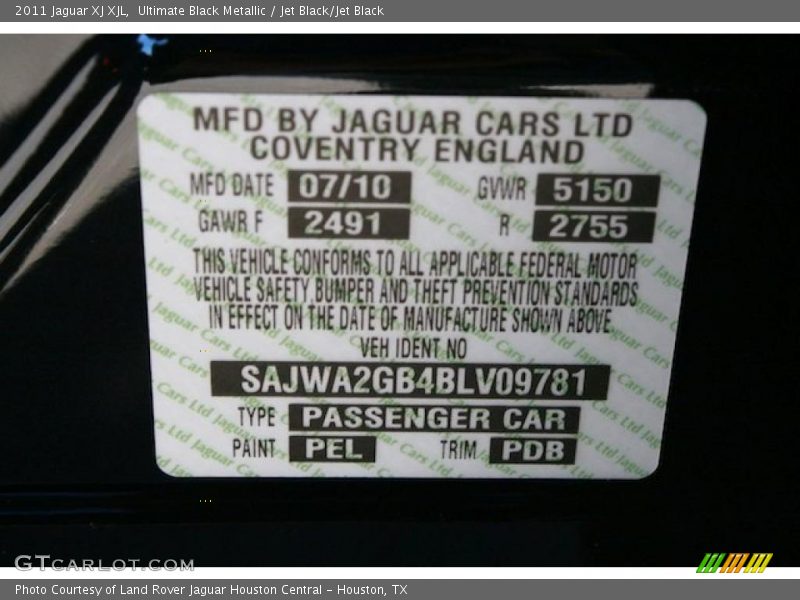 2011 Jaguar XJ XJL, Ultimate Black Metallic / Jet Black/Jet Black
MFD BY JAGUAR CARS LTD
COVENTRY ENGLAND
MFD DATE 07/10 GVWR 5150
GAWR F 2491 R 2755
THIS VEHICLE CONFORMS TO ALL APPLICABLE FEDERAL MOTOR
VEHICLE SAFETY BUMPER AND THEFT PREVENTION STANDARDS
IN EFFECT ON THE DATE OF MANUFACTURE SHOWN ABOVE
VEH IDENT NO
SAJWA2GB4BLV09781
TYPE PASSENGER CAR
PAINT PEL TRIM PDB
GTcarlot.com
Photo Courtesy of Land Rover Jaguar Houston Central - Houston, TX